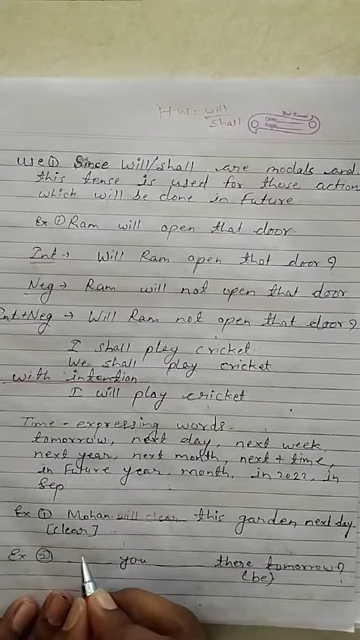 H.W = will
shall
Use ① Since will/shall are modals and
this tense is used for those action
which will be done in future
Ex ① Ram will open that door
Int → Will Ram open that door?
Neg → Ram will not open that door
Int+Neg → Will Ram not open that door?
I shall play cricket
We shall play cricket
with intention
I will play cricket
Time-expressing words-
tomorrow, next day, next week,
next year, next month, next + time,
in future year, month, in 2022, in
Sep
Ex ① Mohan will clear this garden next day
[clear]
Ex ② ___ you ___ there tomorrow?
(be)